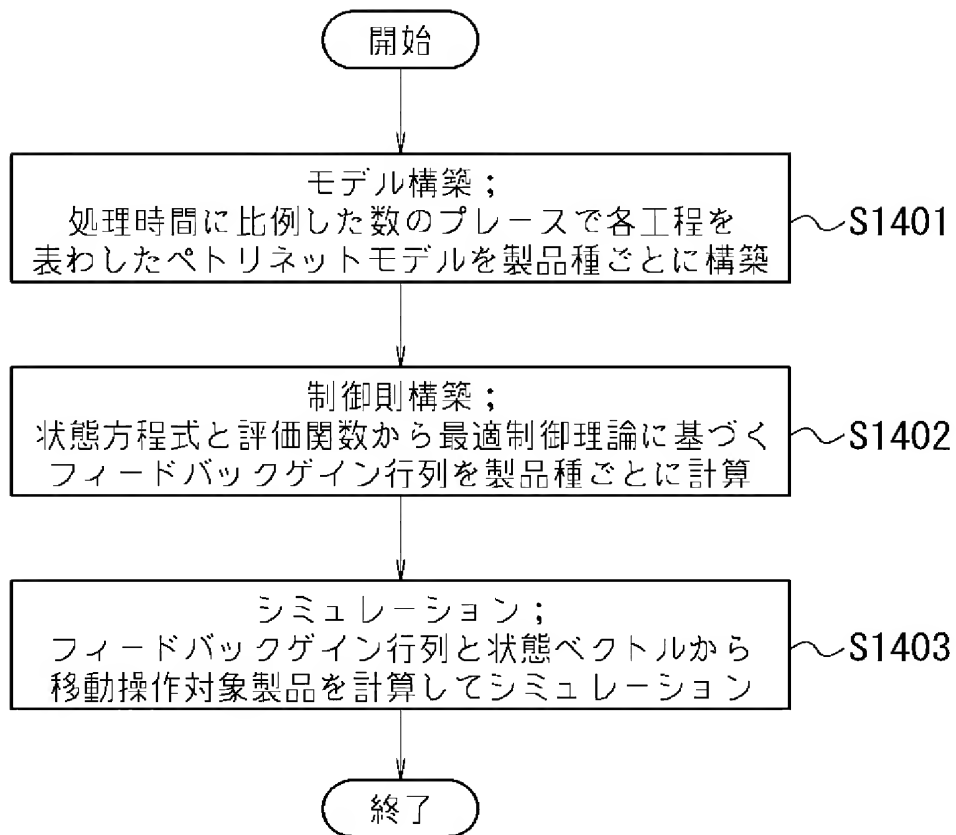 開始
モデル構築；
処理時間に比例した数のプレースで各工程を
表わしたペトリネットモデルを製品種ごとに構築
S1401
制御則構築；
状態方程式と評価関数から最適制御理論に基づく
フィードバックゲイン行列を製品種ごとに計算
S1402
シミュレーション；
フィードバックゲイン行列と状態ベクトルから
移動操作対象製品を計算してシミュレーション
S1403
終了